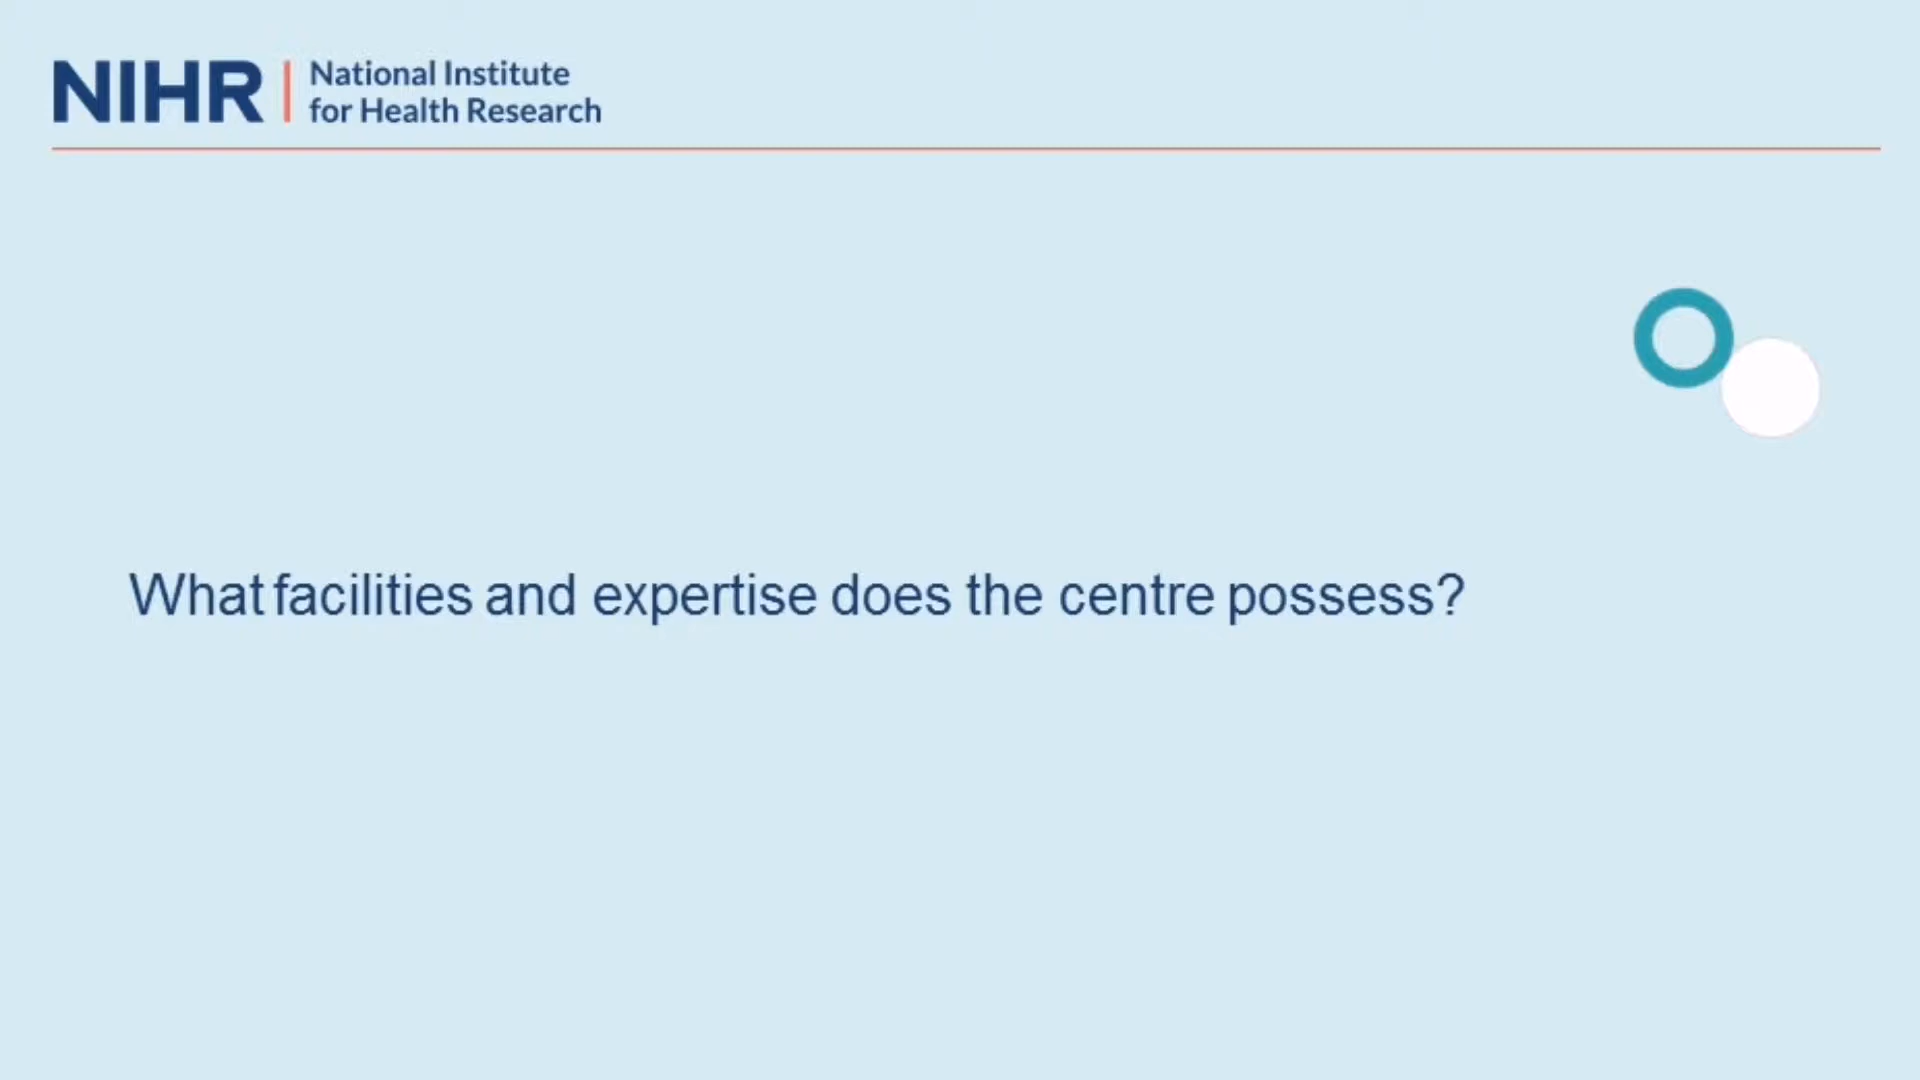 NIHR
National Institute
for Health Research
What facilities and expertise does the centre possess?